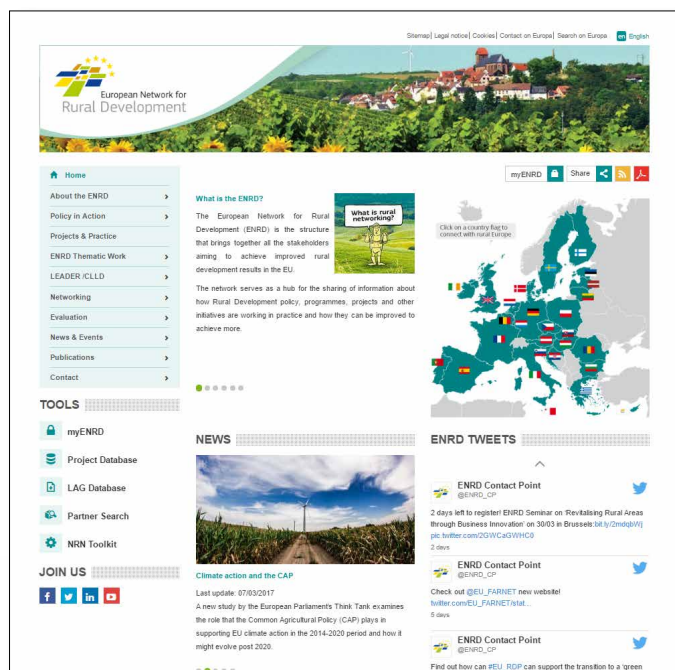 Sitemap| Legal notice| Cookies| Contact on Europa| Search on Europa en English
European Network for
Rural Development
Home
About the ENRD
Policy in Action
Projects & Practice
ENRD Thematic Work
LEADER /CLLD
Networking
Evaluation
News & Events
Publications
Contact
TOOLS
myENRD
Project Database
LAG Database
Partner Search
NRN Toolkit
JOIN US
What is the ENRD?
The European Network for Rural
Development (ENRD) is the structure
that brings together all the stakeholders
aiming to achieve improved rural
development results in the EU.
The network serves as a hub for the sharing of information about
how Rural Development policy, programmes, projects and other
initiatives are working in practice and how they can be improved to
achieve more.
What is rural
networking?
myENRD Share
Click on a country flag to
connect with rural Europe
NEWS
Climate action and the CAP
Last update: 07/03/2017
A new study by the European Parliament's Think Tank examines
the role that the Common Agricultural Policy (CAP) plays in
supporting EU climate action in the 2014-2020 period and how it
might evolve post 2020.
ENRD TWEETS
ENRD Contact Point
@ENRD_CP
2 days left to register! ENRD Seminar on 'Revitalising Rural Areas
through Business Innovation' on 30/03 in Brussels:bit.ly/2mdqbWj
pic.twitter.com/2GWCaGWHC0
2 days
ENRD Contact Point
@ENRD_CP
Check out @EU_FARNET new website!
twitter.com/EU_FARNET/stat...
5 days
ENRD Contact Point
@ENRD_CP
Find out how can #EU_RDP can support the transition to a 'green